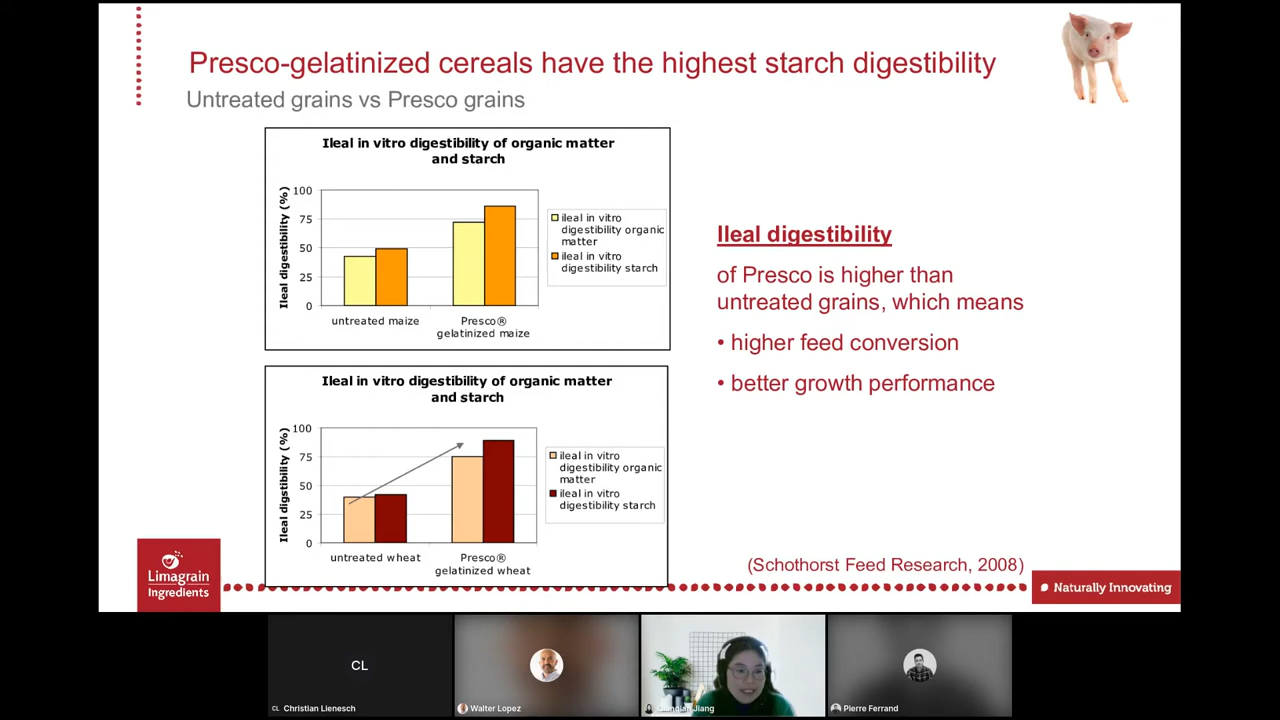 Presco-gelatinized cereals have the highest starch digestibility
Untreated grains vs Presco grains
Ileal in vitro digestibility of organic matter
and starch
Ileal digestibility (%)
100
75
50
25
0
untreated maize
Presco®
gelatinized maize
ileal in vitro
digestibility organic
matter
ileal in vitro
digestibility starch
Ileal in vitro digestibility of organic matter
and starch
Ileal digstibility (%)
100
75
50
25
0
untreated wheat
Presco®
gelatinized wheat
ileal in vitro
digestibility organic
matter
ileal in vitro
digestibility starch
Ileal digestibility
of Presco is higher than
untreated grains, which means
• higher feed conversion
• better growth performance
(Schothorst Feed Research, 2008)
Limagrain
Ingredients
Naturally Innovating
CL
CL Christian Lienesch
Walter Lopez
Qiandian Jiang
Pierre Ferrand